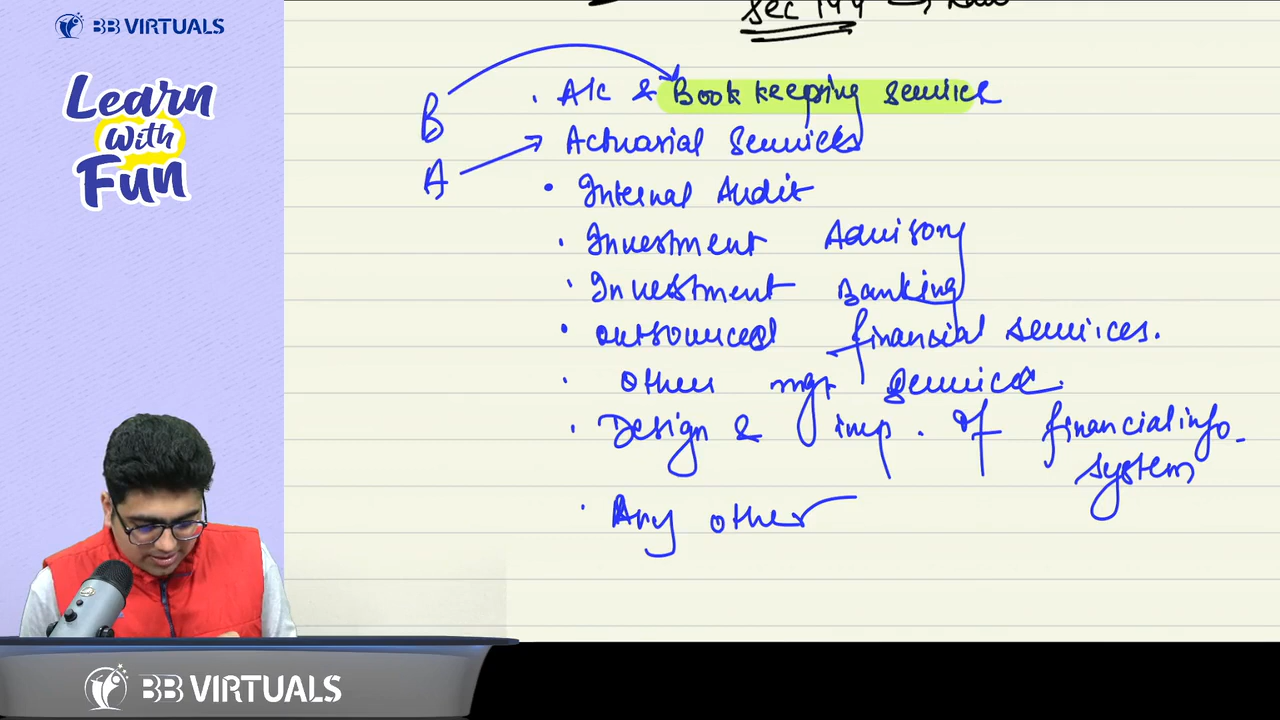 BB VIRTUALS
Learn
With
Fun
Sec 144 →
B
A
. A/c & Book keeping service
Actuarial Services
• Internal Audit
. Investment Advisory
. Investment Banking
• outsourced financial services.
. Other mgt service.
. Design & imp. of financial info.
system
. Any other
BB VIRTUALS